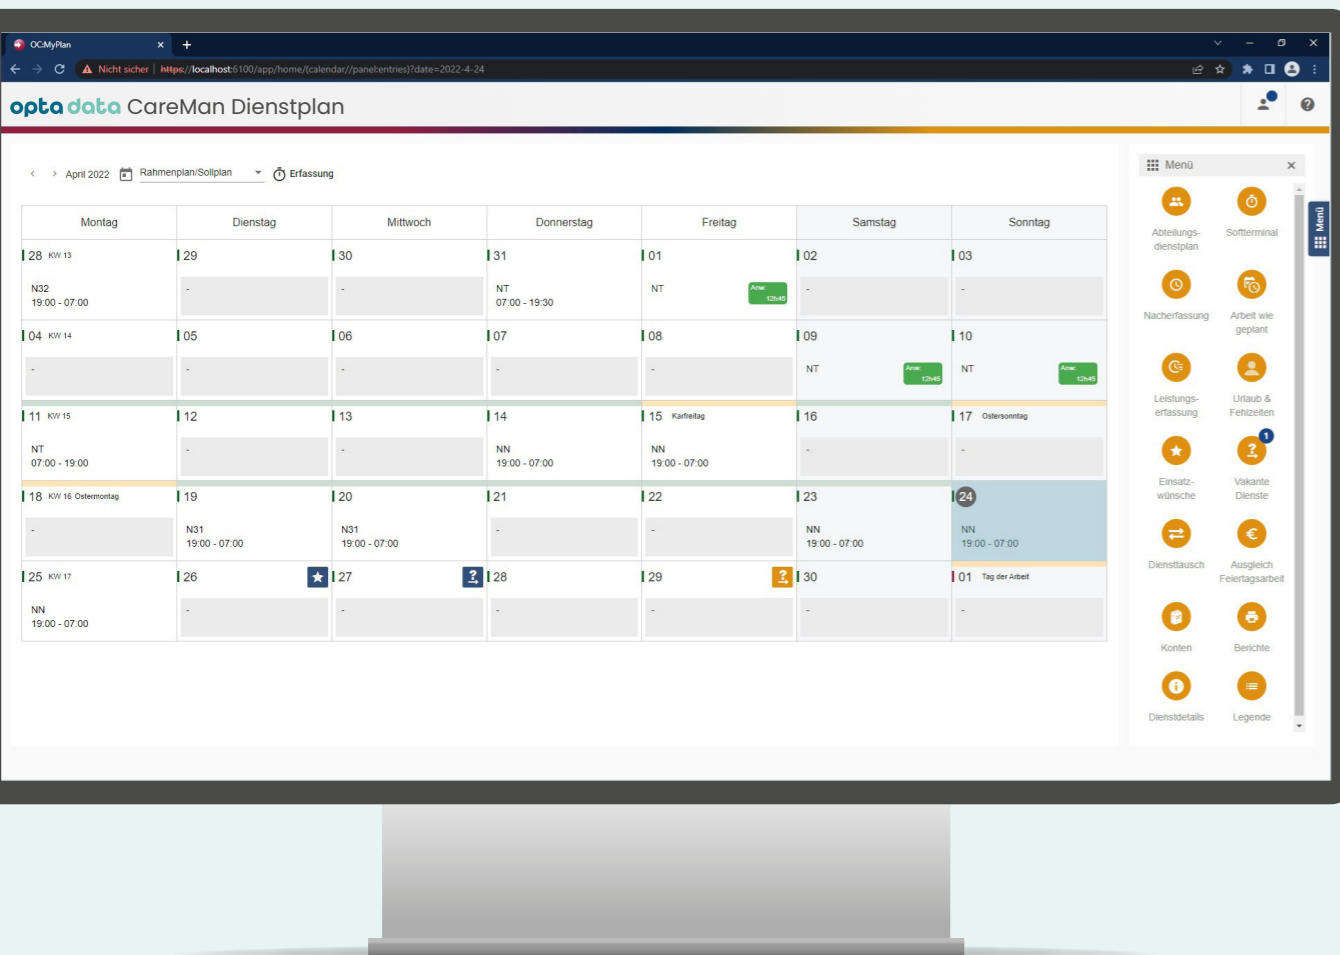 OC:MyPlan
Nicht sicher | https://localhost:6100/app/home/(calendar//panel:entries)?date=2022-4-24
opta data CareMan Dienstplan
April 2022 Rahmenplan/Sollplan Erfassung
Montag Dienstag Mittwoch Donnerstag Freitag Samstag Sonntag
28 KW 13 29 30 31 01 02 03
N32 - - NT NT Anw: - -
19:00 - 07:00 07:00 - 19:30 12h45
04 KW 14 05 06 07 08 09 10
- - - - - NT Anw: NT Anw:
12h45 12h45
11 KW 15 12 13 14 15 Karfreitag 16 17 Ostersonntag
NT - - NN NN - -
07:00 - 19:00 19:00 - 07:00 19:00 - 07:00
18 KW 16 Ostermontag 19 20 21 22 23 24
- N31 N31 - - NN NN
19:00 - 07:00 19:00 - 07:00 19:00 - 07:00 19:00 - 07:00
25 KW 17 26 27 ? 28 29 ? 30 01 Tag der Arbeit
NN - - - - - -
19:00 - 07:00
Menü
Menü
Abteilungs-
dienstplan
Softterminal
Nacherfassung
Arbeit wie
geplant
Leistungs-
erfassung
Urlaub &
Fehlzeiten
Einsatz-
wünsche
1
Vakante
Dienste
Diensttausch
Ausgleich
Feiertagsarbeit
Konten
Berichte
Dienstdetails
Legende